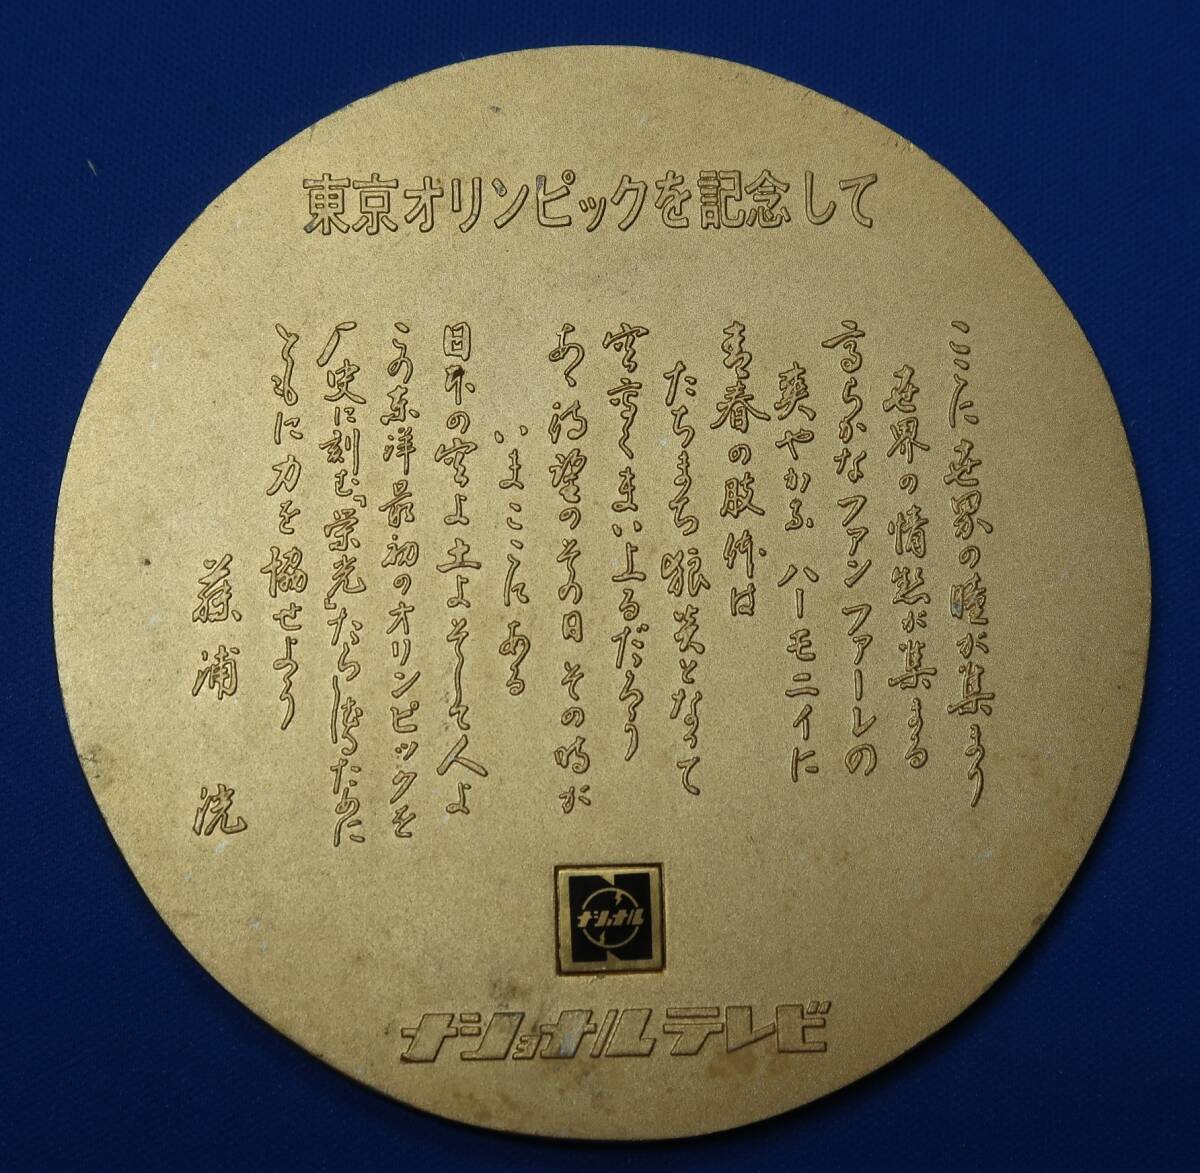 東京オリンピックを記念して
ここに世界の瞳が集まり
世界の情熱が集まる
高らかなファンファーレの
爽やかな ハーモニイに
青春の肢体は
たちまち狼炎となって
空高くまい上るだろう
あゝ待望のその日 その時が
いまここにある
日本の空よ土よそして人よ
この東洋最初のオリンピックを
史に刻む「栄光」たらしめるために
ともに力を協せよう
藤浦 洸
ナショナル
ナショナルテレビ